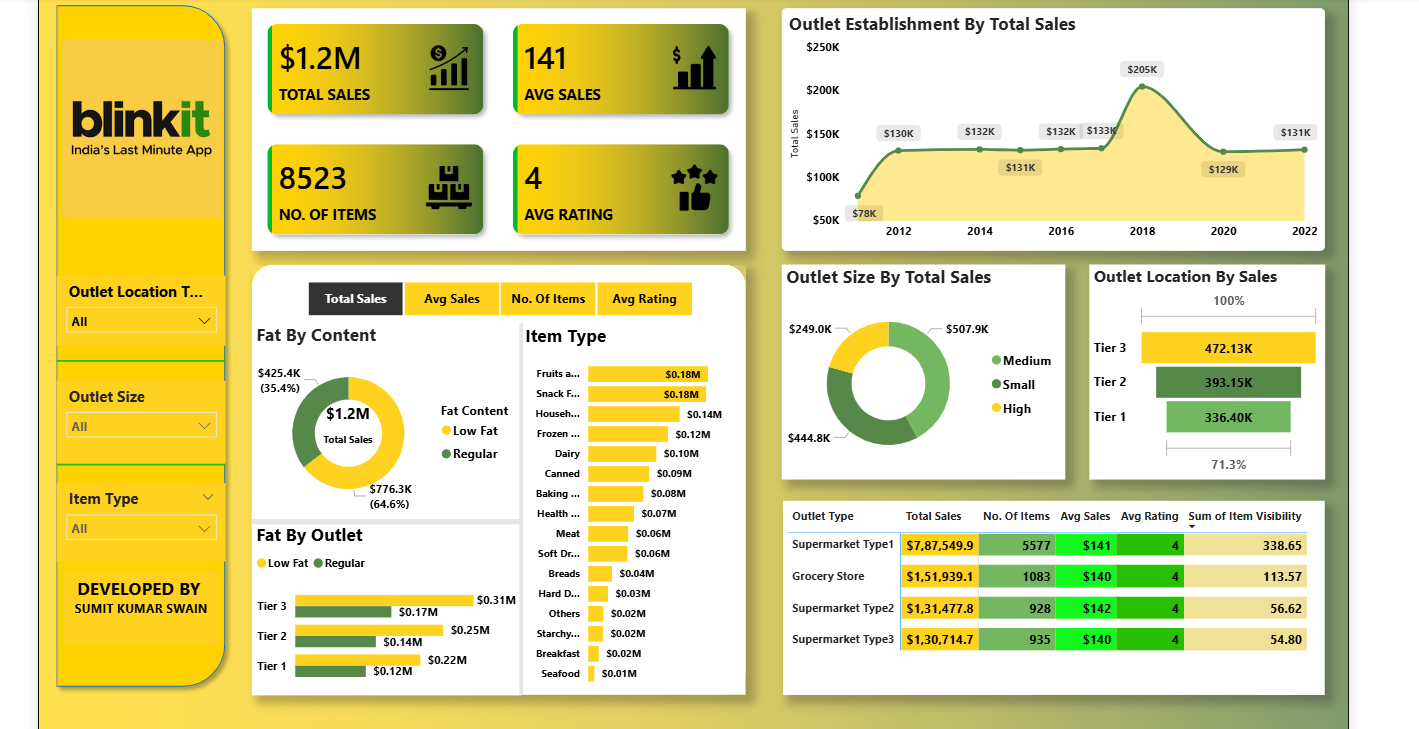 blinkit
India's Last Minute App
Outlet Location T...
All
Outlet Size
All
Item Type
All
DEVELOPED BY
SUMIT KUMAR SWAIN
$1.2M
TOTAL SALES
141
AVG SALES
8523
NO. OF ITEMS
4
AVG RATING
Outlet Establishment By Total Sales
Total Sales
$250K
$200K
$150K
$100K
$50K
$78K
$130K
$132K
$131K
$132K
$133K
$205K
$129K
$131K
2012
2014
2016
2018
2020
2022
Total Sales
Avg Sales
No. Of Items
Avg Rating
Fat By Content
$425.4K
(35.4%)
$1.2M
Total Sales
$776.3K
(64.6%)
Fat Content
Low Fat
Regular
Fat By Outlet
Low Fat Regular
Tier 3 $0.31M
$0.17M
Tier 2 $0.25M
$0.14M
Tier 1 $0.22M
$0.12M
Item Type
Fruits a... $0.18M
Snack F... $0.18M
Househ... $0.14M
Frozen ... $0.12M
Dairy $0.10M
Canned $0.09M
Baking ... $0.08M
Health ... $0.07M
Meat $0.06M
Soft Dr... $0.06M
Breads $0.04M
Hard D... $0.03M
Others $0.02M
Starchy... $0.02M
Breakfast $0.02M
Seafood $0.01M
Outlet Size By Total Sales
$249.0K
$507.9K
$444.8K
Medium
Small
High
Outlet Location By Sales
100%
Tier 3 472.13K
Tier 2 393.15K
Tier 1 336.40K
71.3%
Outlet Type Total Sales No. Of Items Avg Sales Avg Rating Sum of Item Visibility
Supermarket Type1 $7,87,549.9 5577 $141 4 338.65
Grocery Store $1,51,939.1 1083 $140 4 113.57
Supermarket Type2 $1,31,477.8 928 $142 4 56.62
Supermarket Type3 $1,30,714.7 935 $140 4 54.80